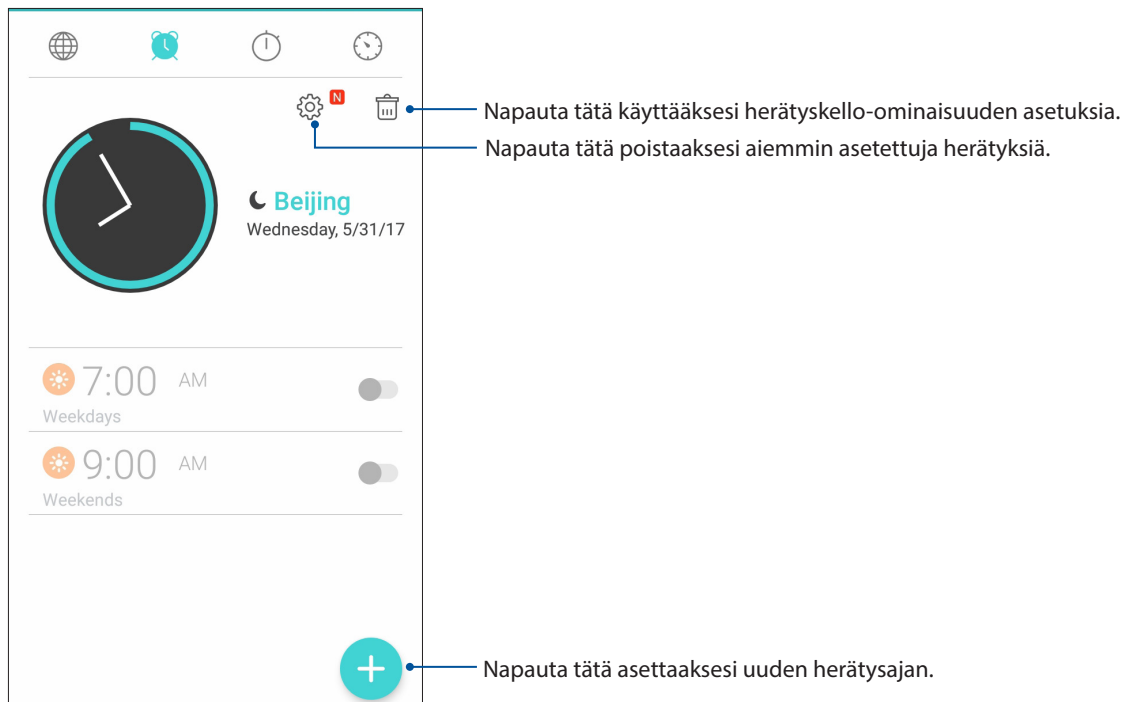 N
Napauta tätä käyttääksesi herätyskello-ominaisuuden asetuksia.
Napauta tätä poistaaksesi aiemmin asetettuja herätyksiä.
Beijing
Wednesday, 5/31/17
7:00 AM
Weekdays
9:00 AM
Weekends
Napauta tätä asettaaksesi uuden herätysajan.